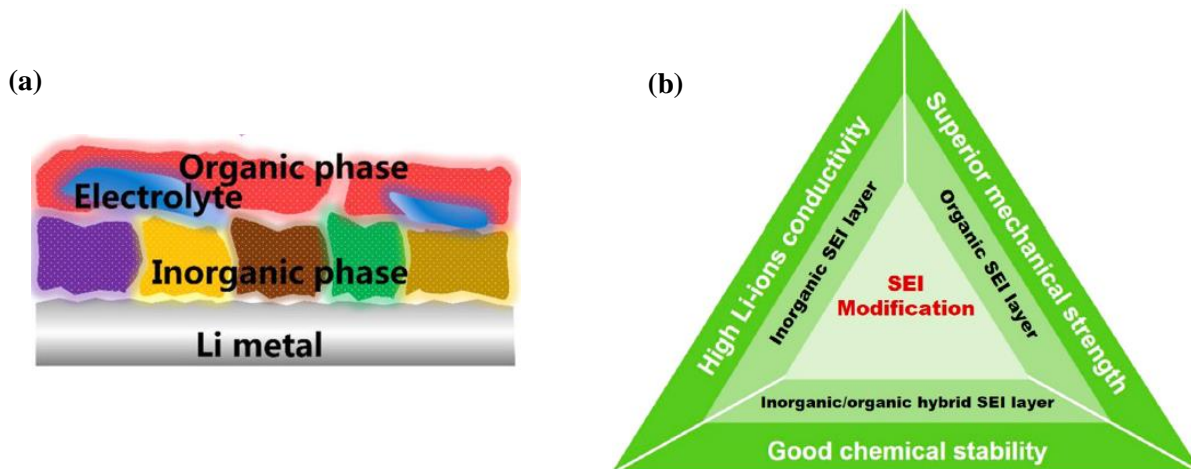 (a)
Organic phase
Electrolyte
Inorganic phase
Li metal
(b)
High Li-ions conductivity
Superior mechanical strength
Inorganic SEI layer
Organic SEI layer
SEI
Modification
Inorganic/organic hybrid SEI layer
Good chemical stability